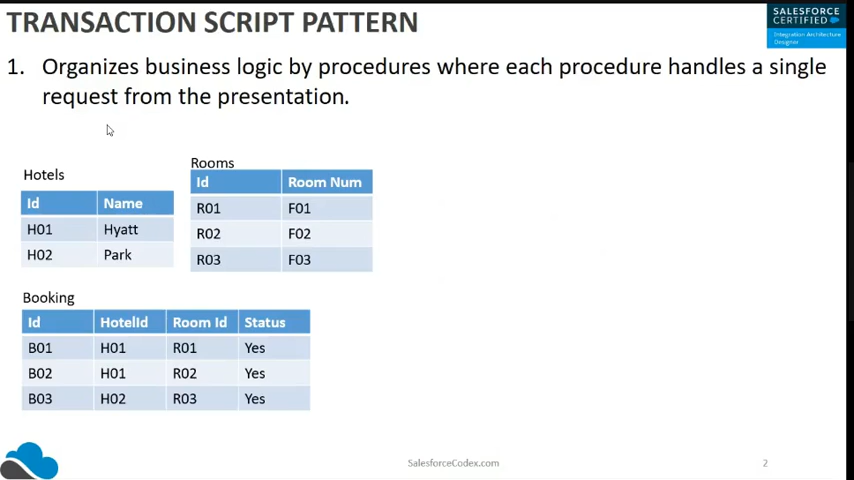 TRANSACTION SCRIPT PATTERN
SALESFORCE
CERTIFIED
Integration Architecture
Designer
1. Organizes business logic by procedures where each procedure handles a single
request from the presentation.
Hotels
Id Name
H01 Hyatt
H02 Park
Rooms
Id Room Num
R01 F01
R02 F02
R03 F03
Booking
Id HotelId Room Id Status
B01 H01 R01 Yes
B02 H01 R02 Yes
B03 H02 R03 Yes
SalesforceCodex.com
2